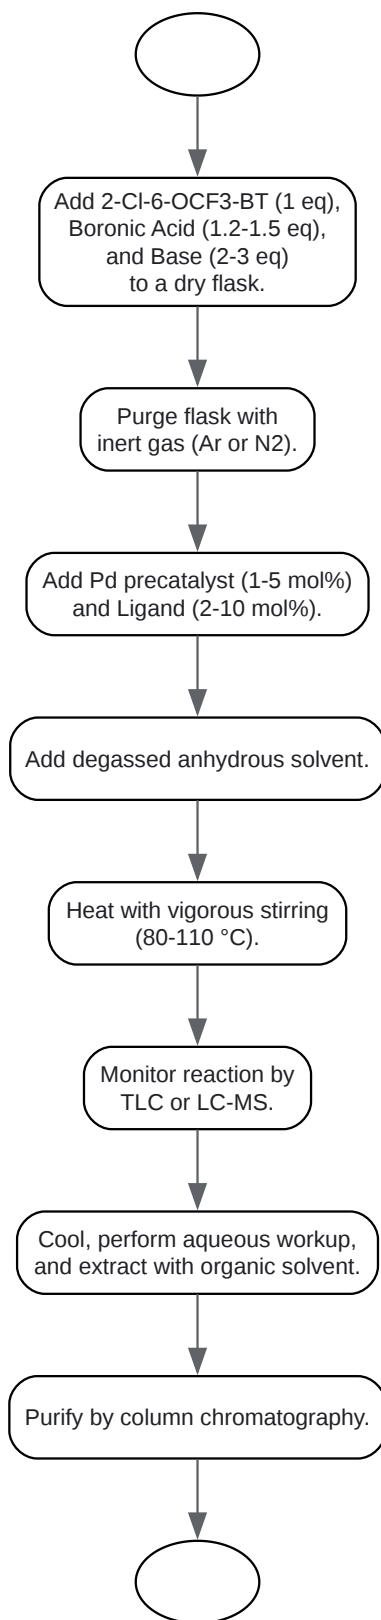 Add 2-Cl-6-OCF3-BT (1 eq),
Boronic Acid (1.2-1.5 eq),
and Base (2-3 eq)
to a dry flask.
Purge flask with
inert gas (Ar or N2).
Add Pd precatalyst (1-5 mol%)
and Ligand (2-10 mol%).
Add degassed anhydrous solvent.
Heat with vigorous stirring
(80-110 °C).
Monitor reaction by
TLC or LC-MS.
Cool, perform aqueous workup,
and extract with organic solvent.
Purify by column chromatography.